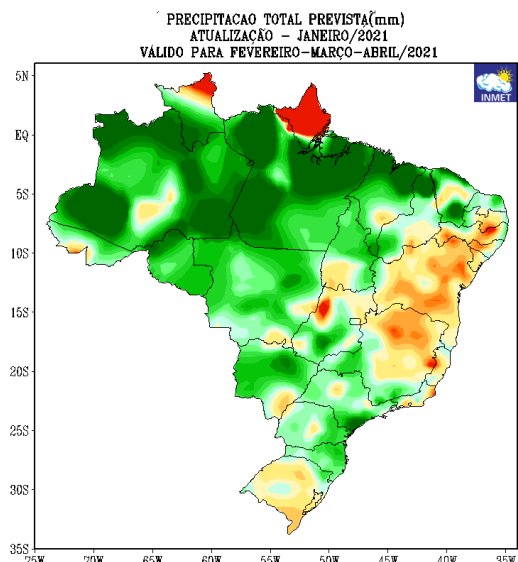 PRECIPITACAO TOTAL PREVISTA(mm)
ATUALIZAÇÃO - JANEIRO/2021
VÁLIDO PARA FEVEREIRO-MARÇO-ABRIL/2021
INMET
5N
EQ
5S
10S
15S
20S
25S
30S
35S
75W 70W 65W 60W 55W 50W 45W 40W 35W